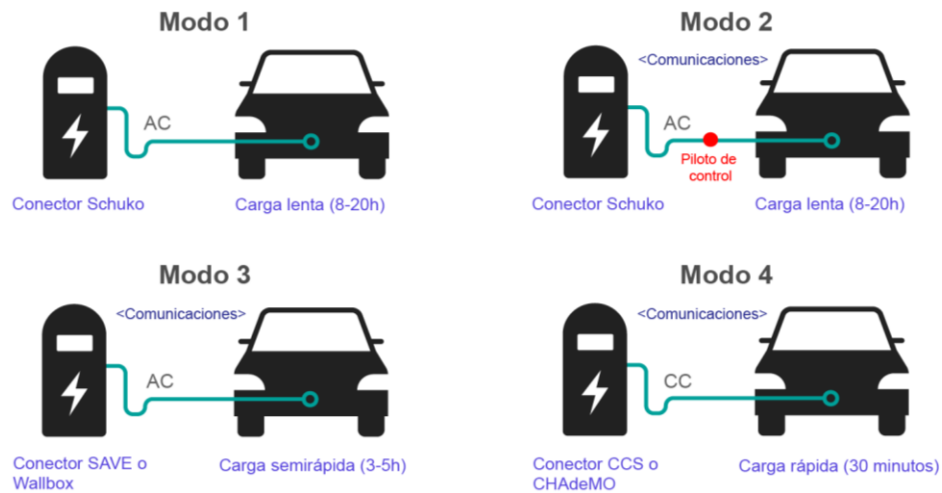 Modo 1
AC
Conector Schuko
Carga lenta (8-20h)
Modo 2
<Comunicaciones>
AC
Piloto de
control
Conector Schuko
Carga lenta (8-20h)
Modo 3
<Comunicaciones>
AC
Conector SAVE o
Wallbox
Carga semirápida (3-5h)
Modo 4
<Comunicaciones>
CC
Conector CCS o
CHAdeMO
Carga rápida (30 minutos)